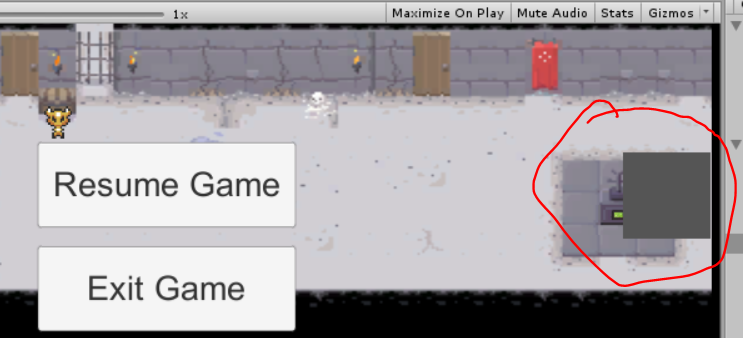 1x Maximize On Play Mute Audio Stats Gizmos
Resume Game
Exit Game